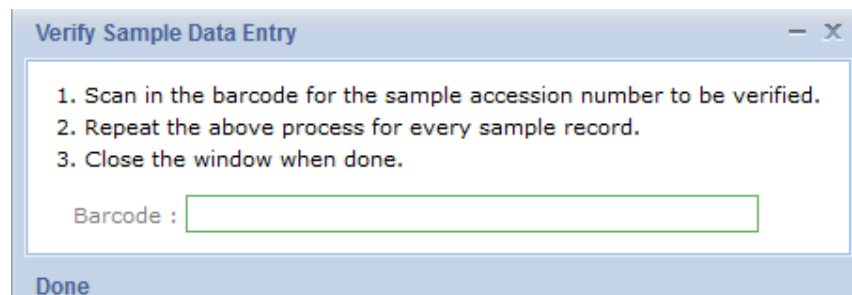 Verify Sample Data Entry
1. Scan in the barcode for the sample accession number to be verified.
2. Repeat the above process for every sample record.
3. Close the window when done.
Barcode :
Done